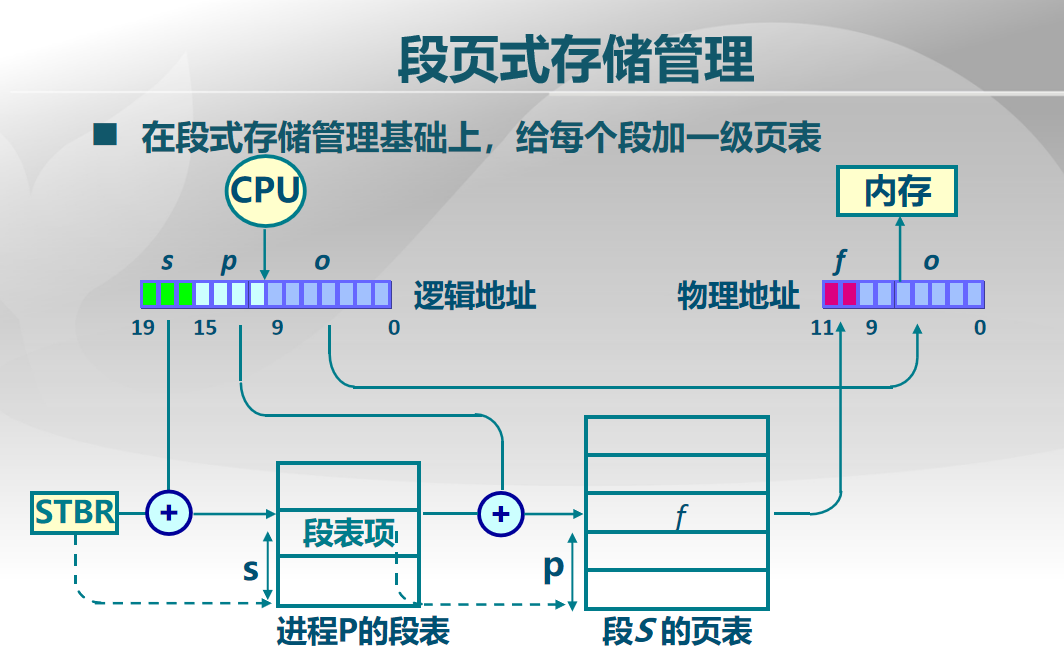 段页式存储管理
■ 在段式存储管理基础上，给每个段加一级页表
CPU
内存
s p o
f o
逻辑地址
物理地址
19 15 9 0
11 9 0
STBR
+
段表项
+
f
s
p
进程P的段表
段S 的页表